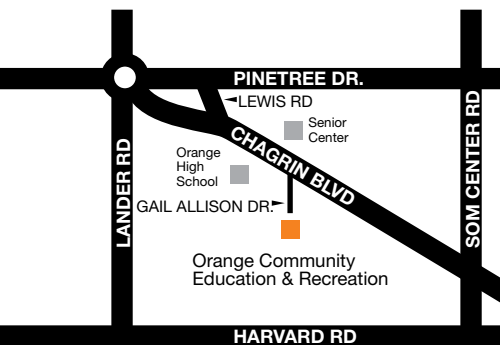 PINETREE DR.
LEWIS RD
Senior
Center
CHAGRIN BLVD
Orange
High
School
LANDER RD
SOM CENTER RD
GAIL ALLISON DR.
Orange Community
Education & Recreation
HARVARD RD